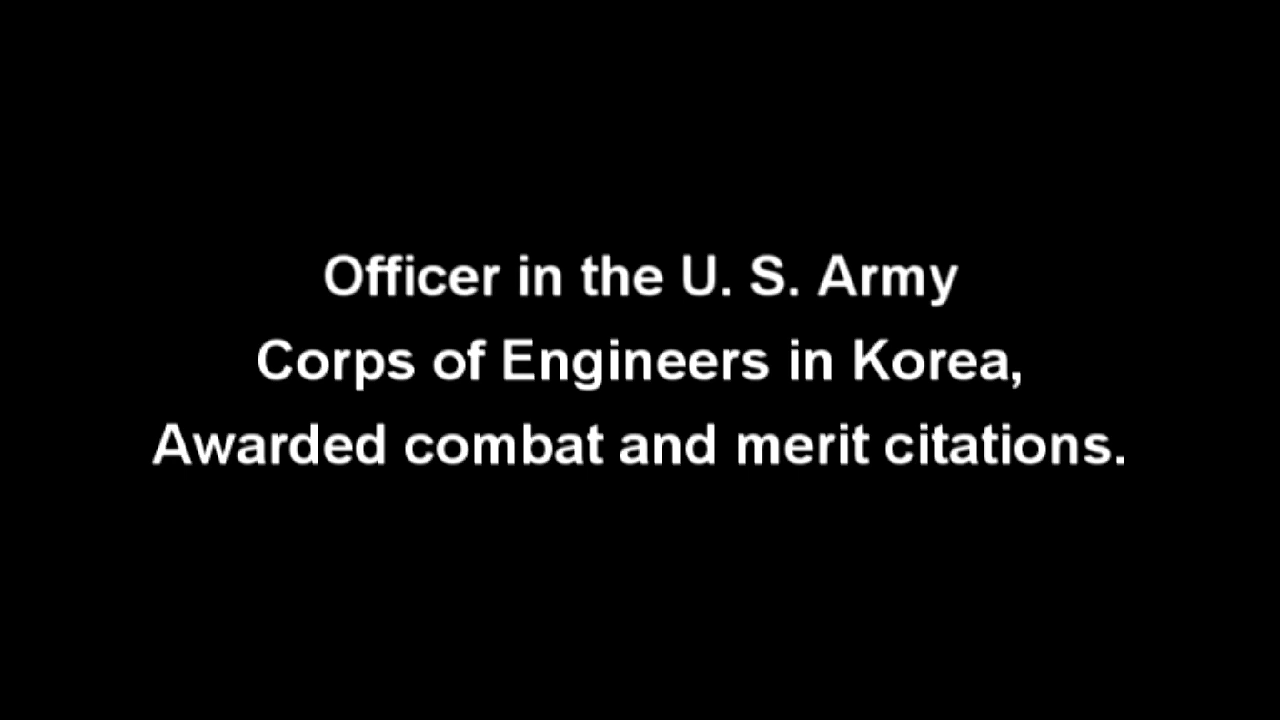 Officer in the U. S. Army
Corps of Engineers in Korea,
Awarded combat and merit citations.